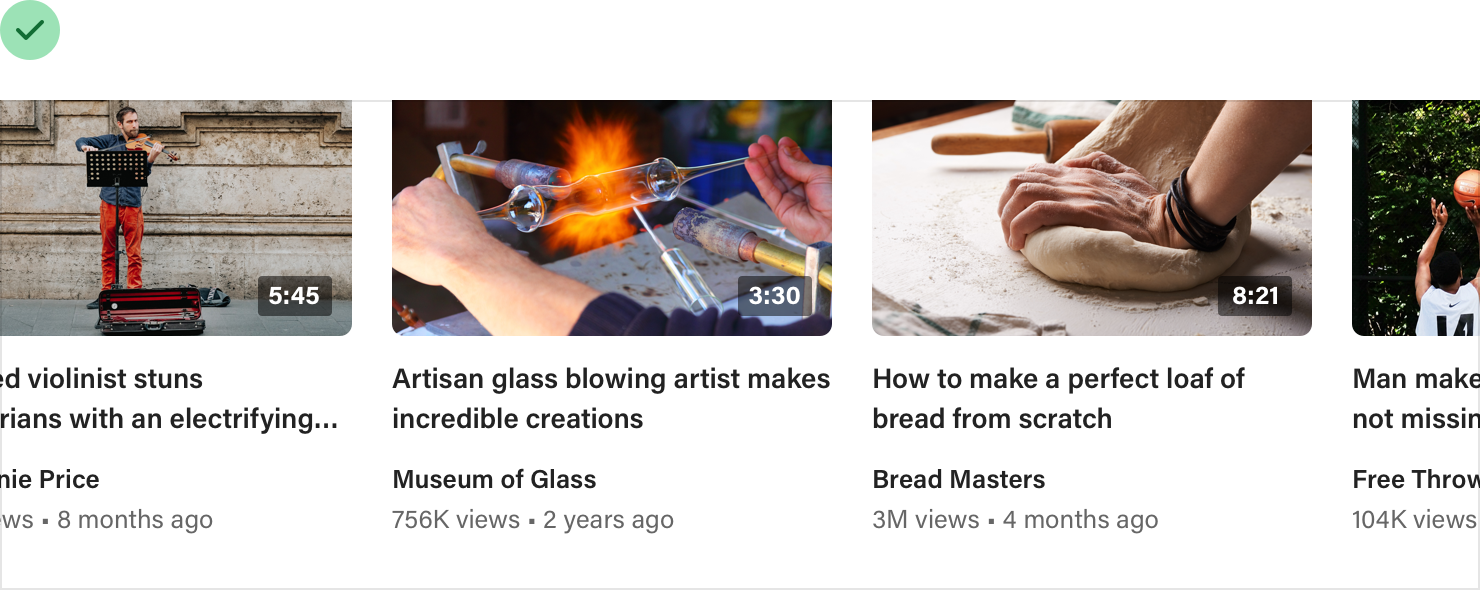 5:45
3:30
8:21
14
ed violinist stuns
rians with an electrifying...
nie Price
ews • 8 months ago
Artisan glass blowing artist makes
incredible creations
Museum of Glass
756K views • 2 years ago
How to make a perfect loaf of
bread from scratch
Bread Masters
3M views • 4 months ago
Man make
not missin
Free Throw
104K views